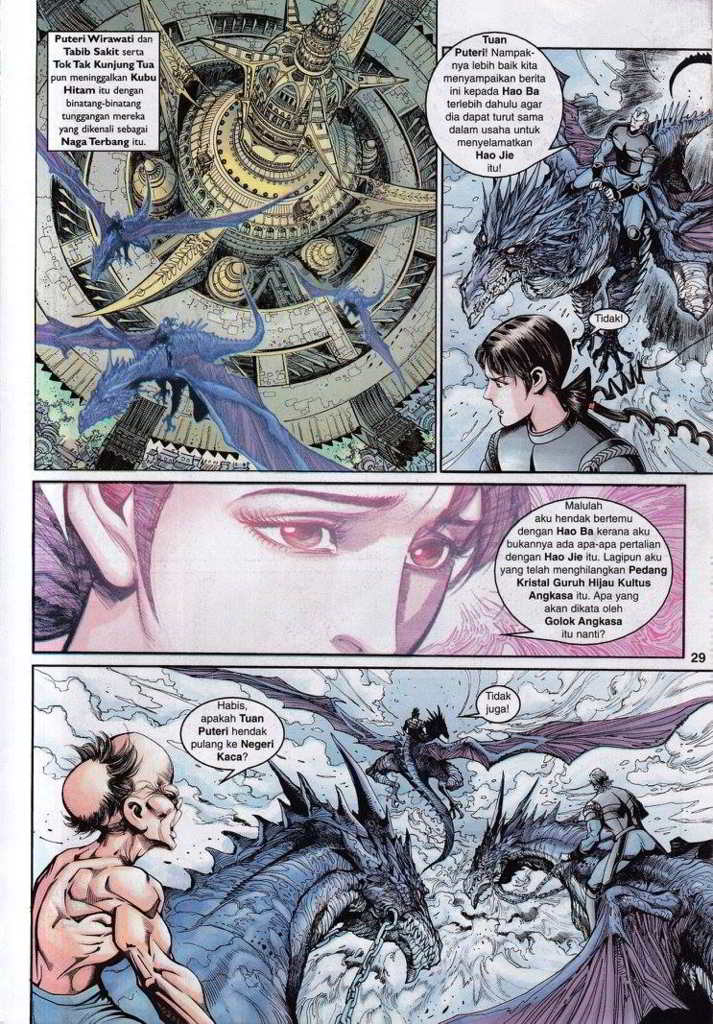 Puteri Wirawati dan
Tabib Sakit serta
Tok Tak Kunjung Tua
pun meninggalkan Kubu
Hitam itu dengan
binatang-binatang
tunggangan mereka
yang dikenali sebagai
Naga Terbang itu.
Tuan
Puteri! Nampak-
nya lebih baik kita
menyampaikan berita
ini kepada Hao Ba
terlebih dahulu agar
dia dapat turut sama
dalam usaha untuk
menyelamatkan
Hao Jie
itu!
Tidak!
Malulah
aku hendak bertemu
dengan Hao Ba kerana aku
bukannya ada apa-apa pertalian
dengan Hao Jie itu. Lagipun aku
yang telah menghilangkan Pedang
Kristal Guruh Hijau Kultus
Angkasa itu. Apa yang
akan dikata oleh
Golok Angkasa
itu nanti?
29
Habis,
apakah Tuan
Puteri hendak
pulang ke Negeri
Kaca?
Tidak
juga!